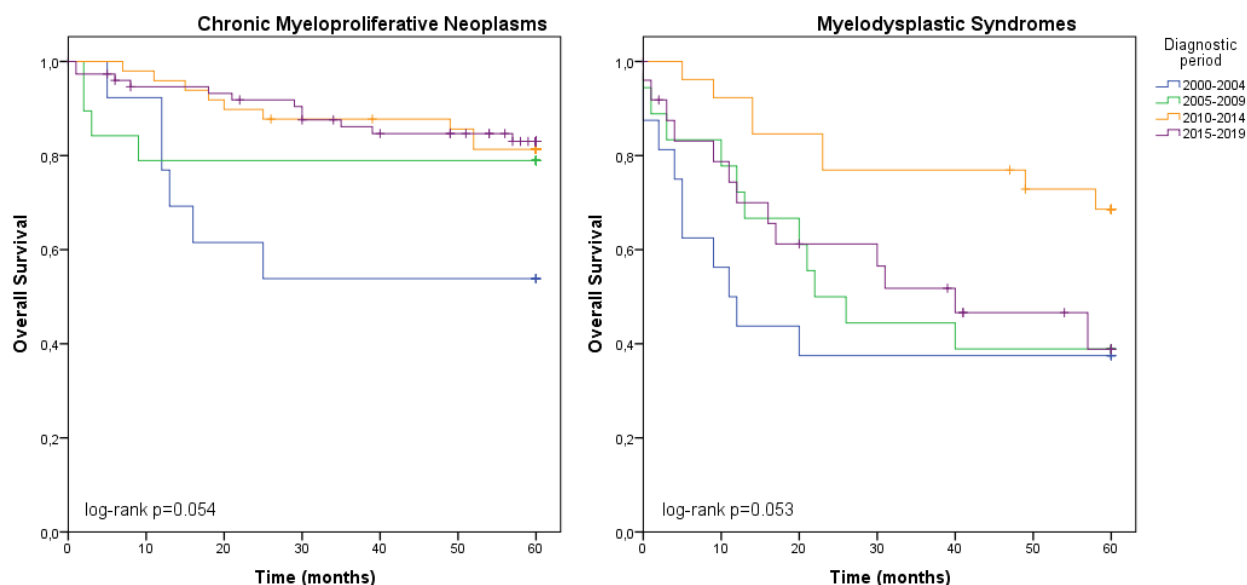 Chronic Myeloproliferative Neoplasms
Overall Survival
1,0
0,8
0,6
0,4
0,2
0,0
log-rank p=0.054
0 10 20 30 40 50 60
Time (months)
Myelodysplastic Syndromes
Overall Survival
1,0
0,8
0,6
0,4
0,2
0,0
log-rank p=0.053
0 10 20 30 40 50 60
Time (months)
Diagnostic
period
2000-2004
2005-2009
2010-2014
2015-2019